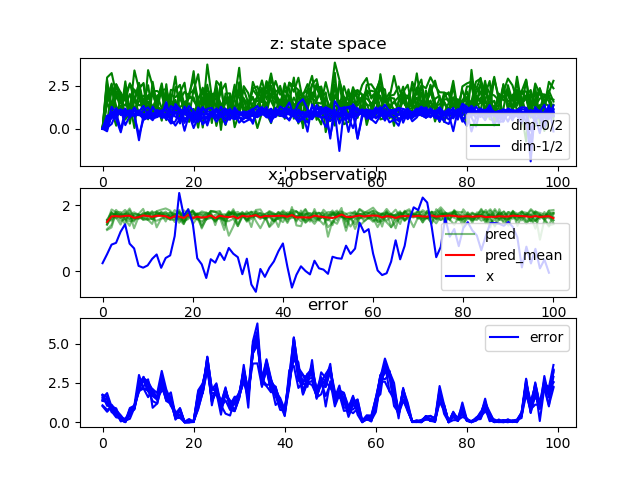 z: state space
2.5
0.0
dim-0/2
dim-1/2
0 20 40 60 80 100
x: observation
2
0
pred
pred_mean
x
0 20 40 60 80 100
error
5.0
2.5
0.0
error
0 20 40 60 80 100